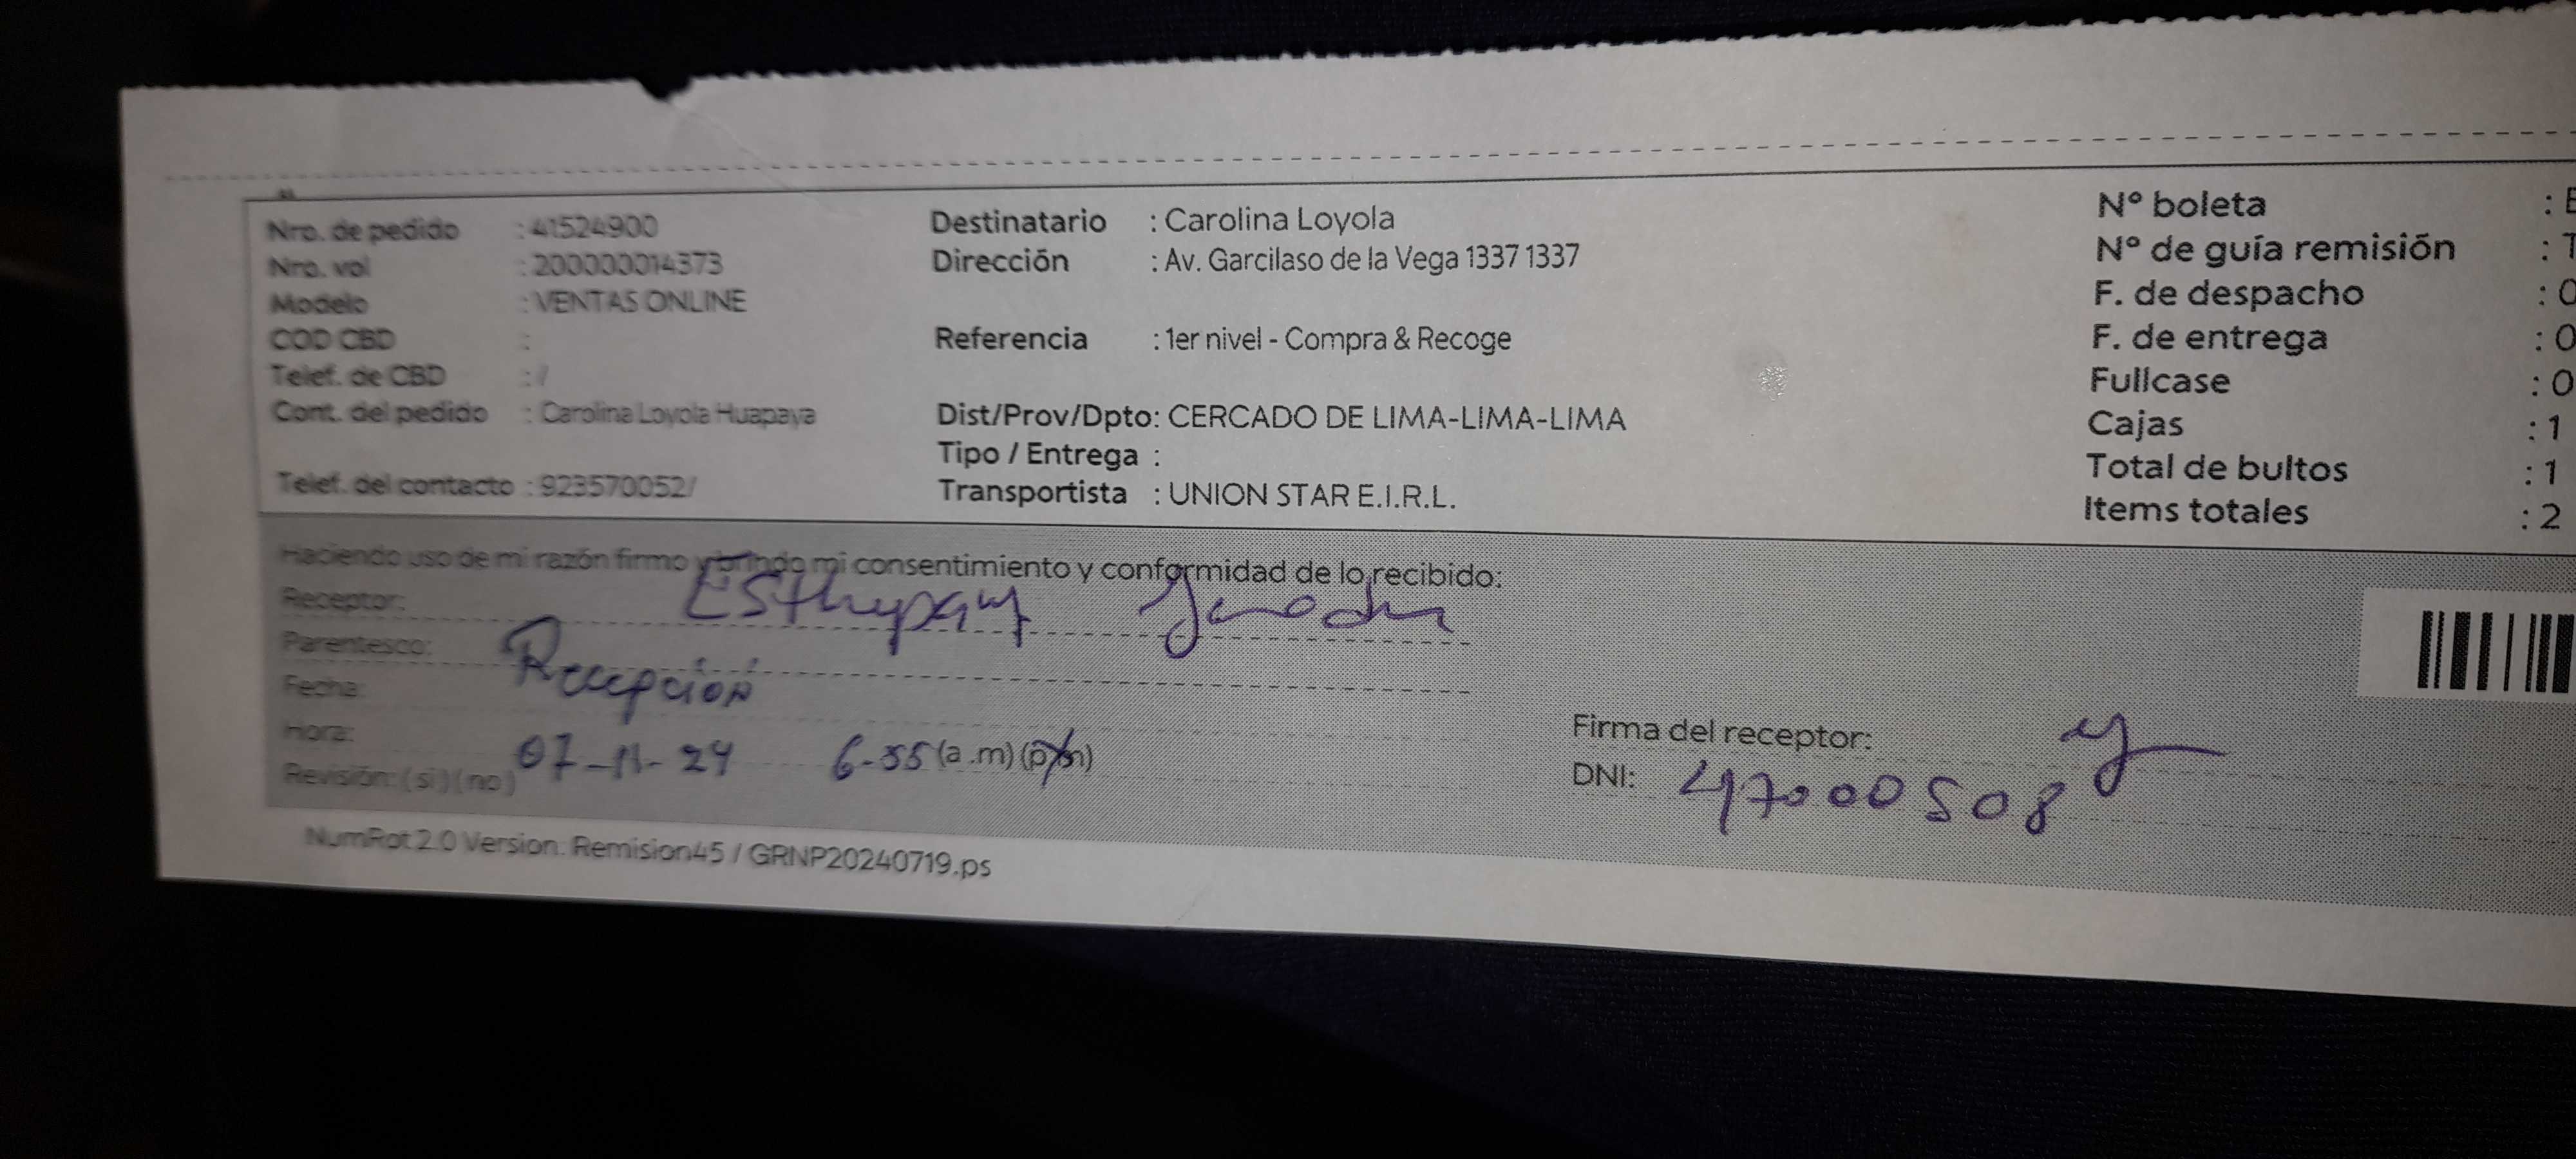 Nro. de pedido : 41524900
Nro. vol : 200000014373
Modelo : VENTAS ONLINE
COD CBD :
Telef. de CBD : /
Cont. del pedido : Carolina Loyola Huapaya
Telef. del contacto : 923570052/
Destinatario : Carolina Loyola
Dirección : Av. Garcilaso de la Vega 1337 1337
Referencia : 1er nivel - Compra & Recoge
Dist/Prov/Dpto: CERCADO DE LIMA-LIMA-LIMA
Tipo / Entrega :
Transportista : UNION STAR E.I.R.L.
N° boleta :
N° de guía remisión :
F. de despacho : 0
F. de entrega : 0
Fullcase : 0
Cajas : 1
Total de bultos : 1
Items totales : 2
Haciendo uso de mi razón firmo y brindo mi consentimiento y conformidad de lo recibido:
Receptor:
Parentesco: Recepción
Fecha:
Hora: 07-11-24 6-55 (a .m) (p.m)
Revisión: ( si ) ( no )
Firma del receptor:
DNI: 47000508
NumRot 2.0 Version: Remision45 / GRNP20240719.ps